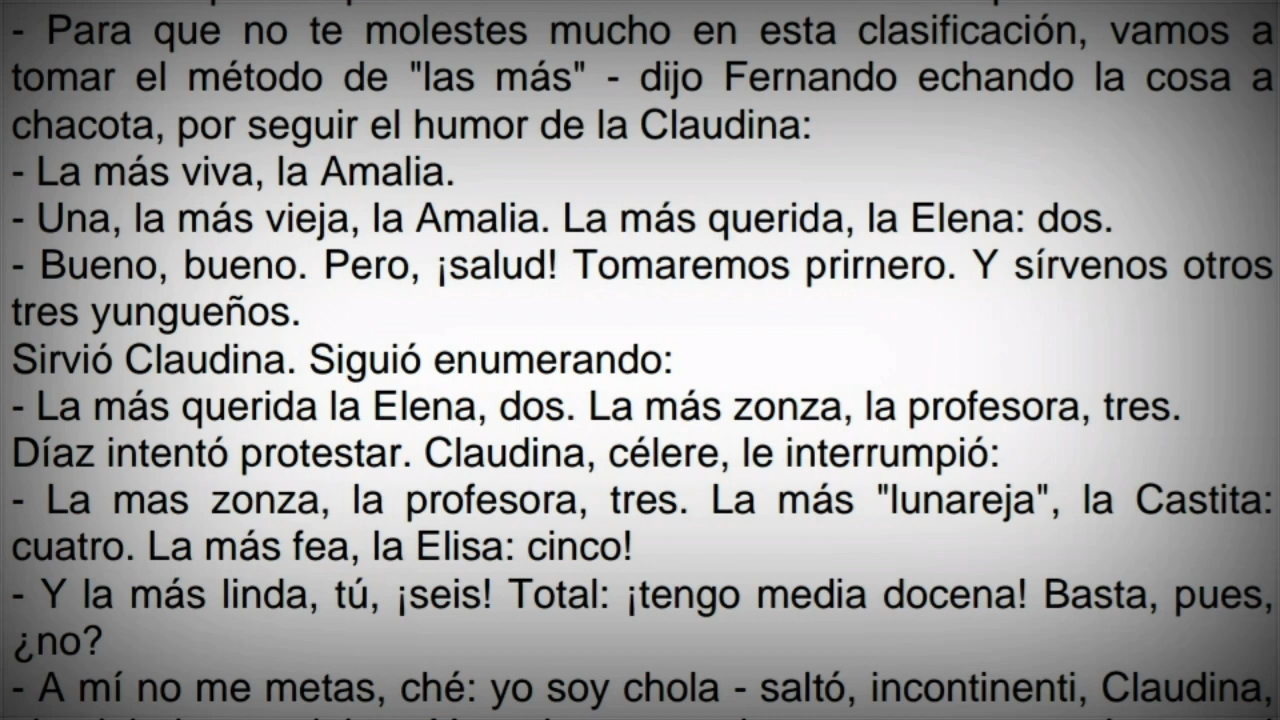 - Para que no te molestes mucho en esta clasificación, vamos a
tomar el método de "las más" - dijo Fernando echando la cosa a
chacota, por seguir el humor de la Claudina:
- La más viva, la Amalia.
- Una, la más vieja, la Amalia. La más querida, la Elena: dos.
- Bueno, bueno. Pero, ¡salud! Tomaremos prirnero. Y sírvenos otros
tres yungueños.
Sirvió Claudina. Siguió enumerando:
- La más querida la Elena, dos. La más zonza, la profesora, tres.
Díaz intentó protestar. Claudina, célere, le interrumpió:
- La mas zonza, la profesora, tres. La más "lunareja", la Castita:
cuatro. La más fea, la Elisa: cinco!
- Y la más linda, tú, ¡seis! Total: ¡tengo media docena! Basta, pues,
¿no?
- A mí no me metas, ché: yo soy chola - saltó, incontinenti, Claudina,